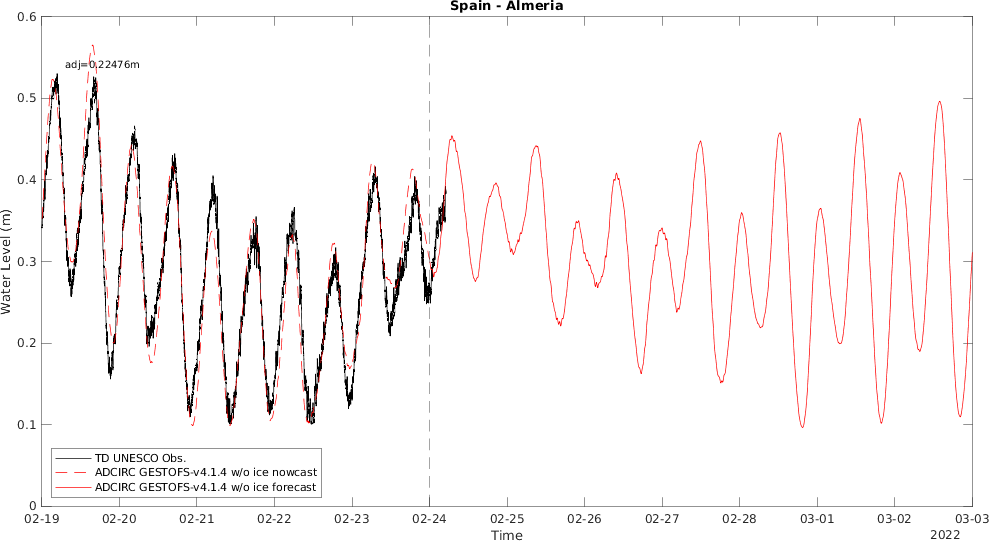 Spain - Almeria
0.6
adj=0.22476m
0.5
0.4
Water Level (m)
0.3
0.2
0.1
TD UNESCO Obs.
ADCIRC GESTOFS-v4.1.4 w/o ice nowcast
ADCIRC GESTOFS-v4.1.4 w/o ice forecast
0
02-19 02-20 02-21 02-22 02-23 02-24 02-25 02-26 02-27 02-28 03-01 03-02 03-03
Time
2022